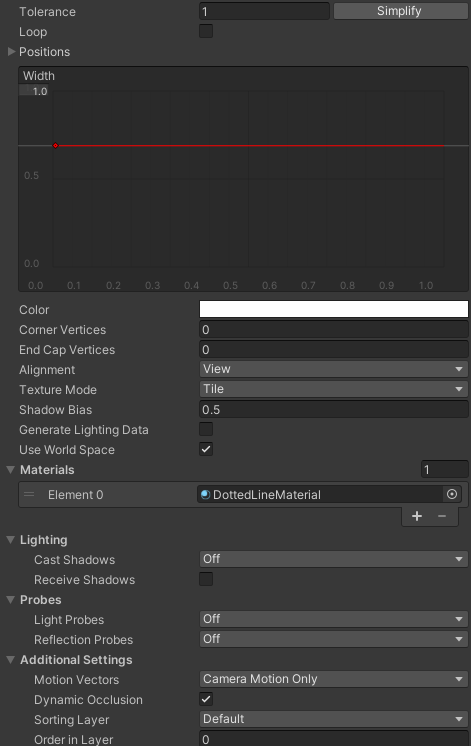 Tolerance 1 Simplify
Loop
Positions
Width
1.0
0.5
0.0
0.0 0.1 0.2 0.3 0.4 0.5 0.6 0.7 0.8 0.9 1.0
Color
Corner Vertices 0
End Cap Vertices 0
Alignment View
Texture Mode Tile
Shadow Bias 0.5
Generate Lighting Data
Use World Space
Materials 1
Element 0 DottedLineMaterial
Lighting
Cast Shadows Off
Receive Shadows
Probes
Light Probes Off
Reflection Probes Off
Additional Settings
Motion Vectors Camera Motion Only
Dynamic Occlusion
Sorting Layer Default
Order in Layer 0